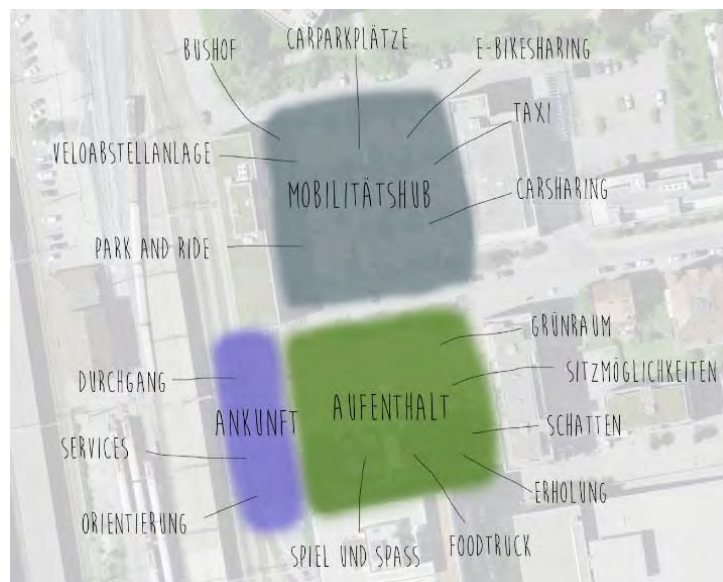 BUSHOF
CARPARKPLÄTZE
E-BIKESHARING
TAXI
VELOABSTELLANLAGE
MOBILITÄTSHUB
CARSHARING
PARK AND RIDE
GRÜNRAUM
SITZMÖGLICHKEITEN
DURCHGANG
ANKUNFT
AUFENTHALT
SCHATTEN
SERVICES
ERHOLUNG
ORIENTIERUNG
SPIEL UND SPASS
FOODTRUCK